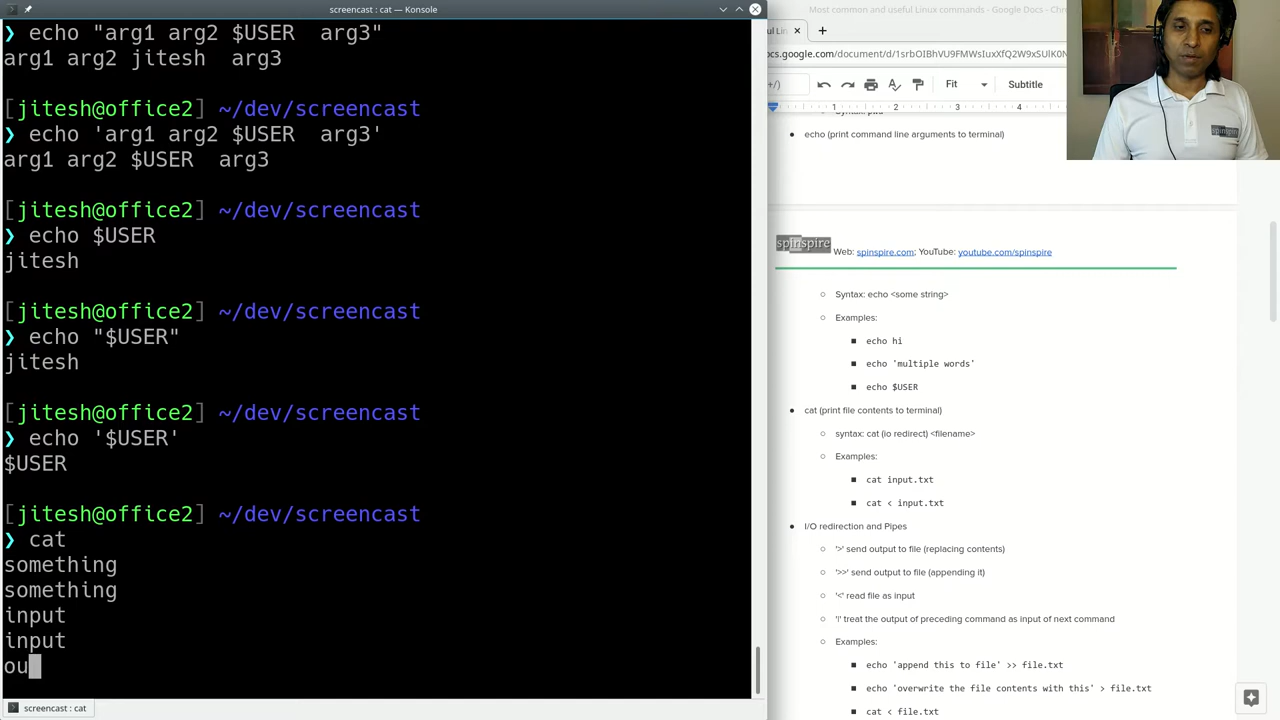 screencast : cat — Konsole
❯ echo "arg1 arg2 $USER  arg3"
arg1 arg2 jitesh  arg3
[jitesh@office2] ~/dev/screencast
❯ echo 'arg1 arg2 $USER  arg3'
arg1 arg2 $USER  arg3
[jitesh@office2] ~/dev/screencast
❯ echo $USER
jitesh
[jitesh@office2] ~/dev/screencast
❯ echo "$USER"
jitesh
[jitesh@office2] ~/dev/screencast
❯ echo '$USER'
$USER
[jitesh@office2] ~/dev/screencast
❯ cat
something
something
input
input
ou
screencast : cat
Most common and useful Linux commands - Google Docs - Chr
ul Lin
+/)
Fit
Subtitle
1 2 3 4
● echo (print command line arguments to terminal)
spinspire Web: spinspire.com; YouTube: youtube.com/spinspire
○ Syntax: echo <some string>
○ Examples:
■ echo hi
■ echo 'multiple words'
■ echo $USER
● cat (print file contents to terminal)
○ syntax: cat (io redirect) <filename>
○ Examples:
■ cat input.txt
■ cat < input.txt
● I/O redirection and Pipes
○ '>' send output to file (replacing contents)
○ '>>' send output to file (appending it)
○ '<' read file as input
○ '|' treat the output of preceding command as input of next command
○ Examples:
■ echo 'append this to file' >> file.txt
■ echo 'overwrite the file contents with this' > file.txt
■ cat < file.txt
spinspire